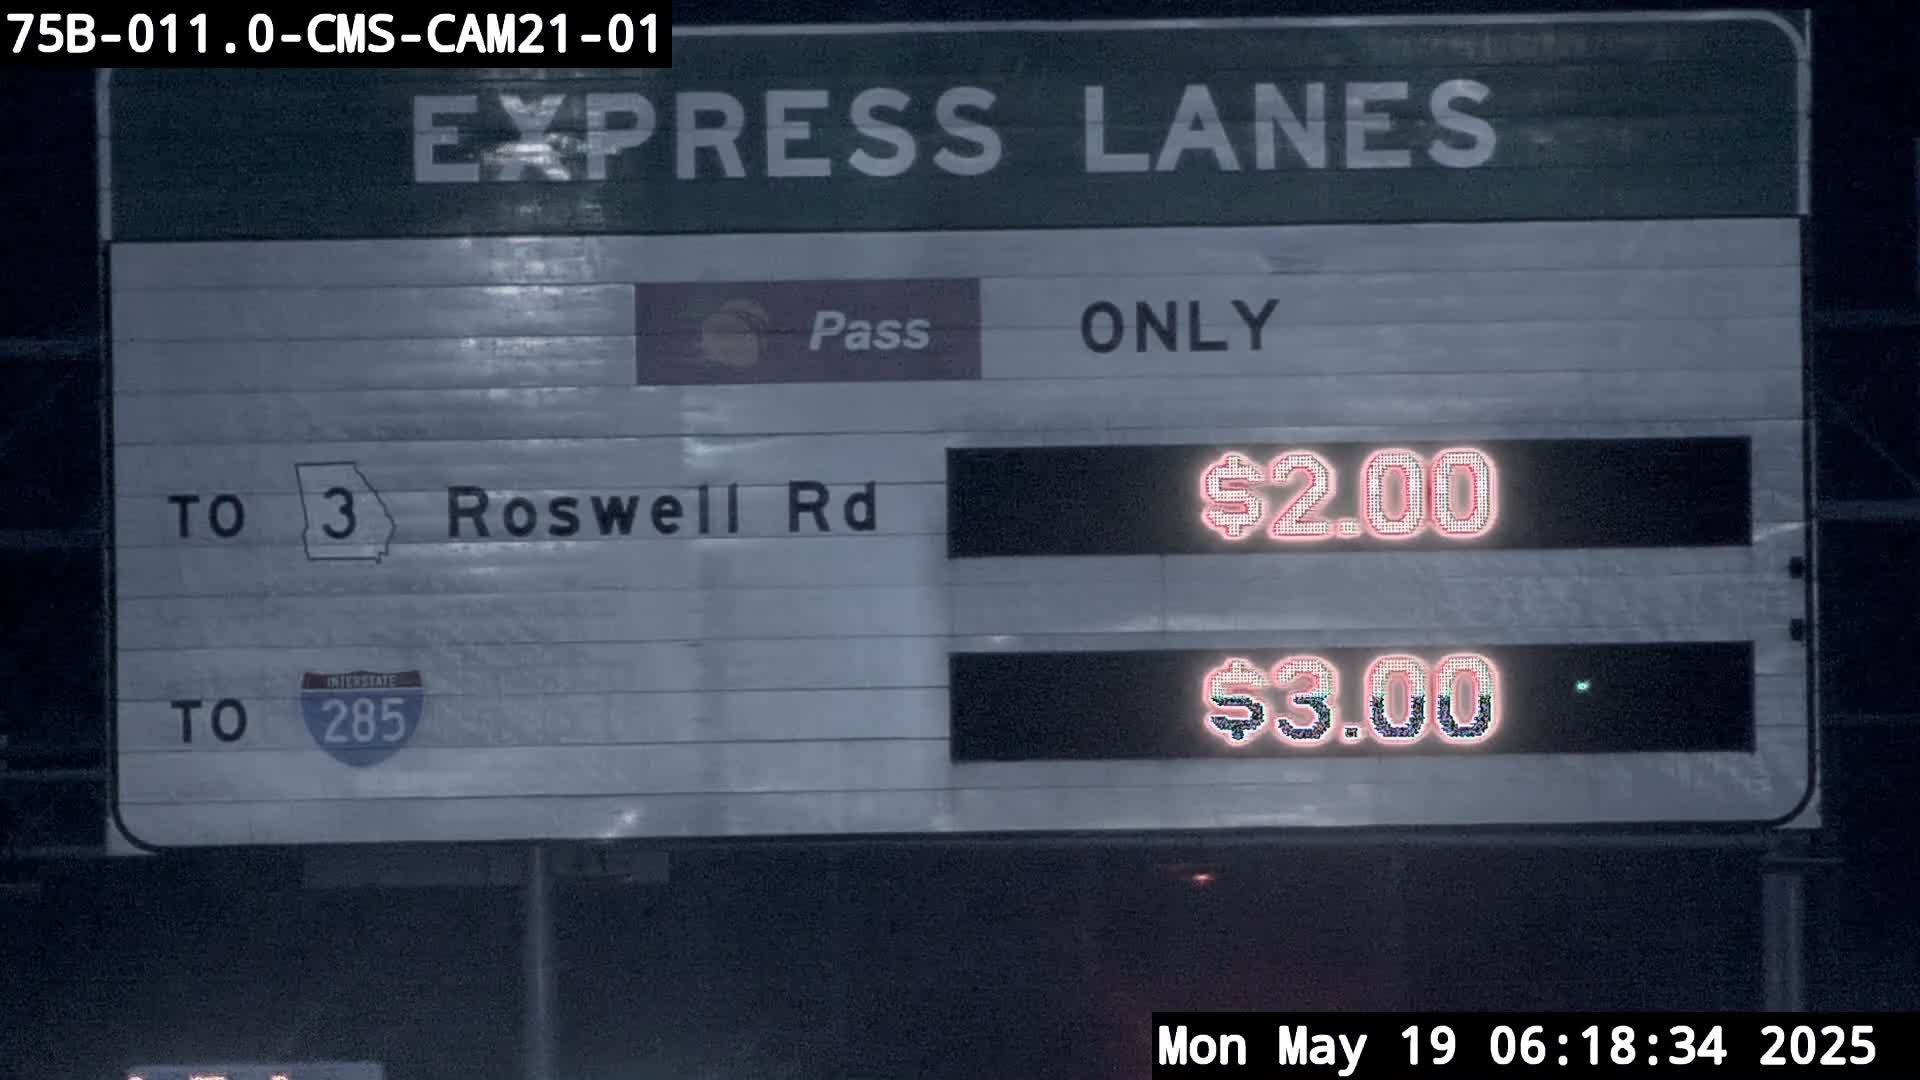 75B-011.0-CMS-CAM21-01
EXPRESS LANES
Pass ONLY
TO 3 Roswell Rd $2.00
TO INTERSTATE 285 $3.00
Mon May 19 06:18:34 2025